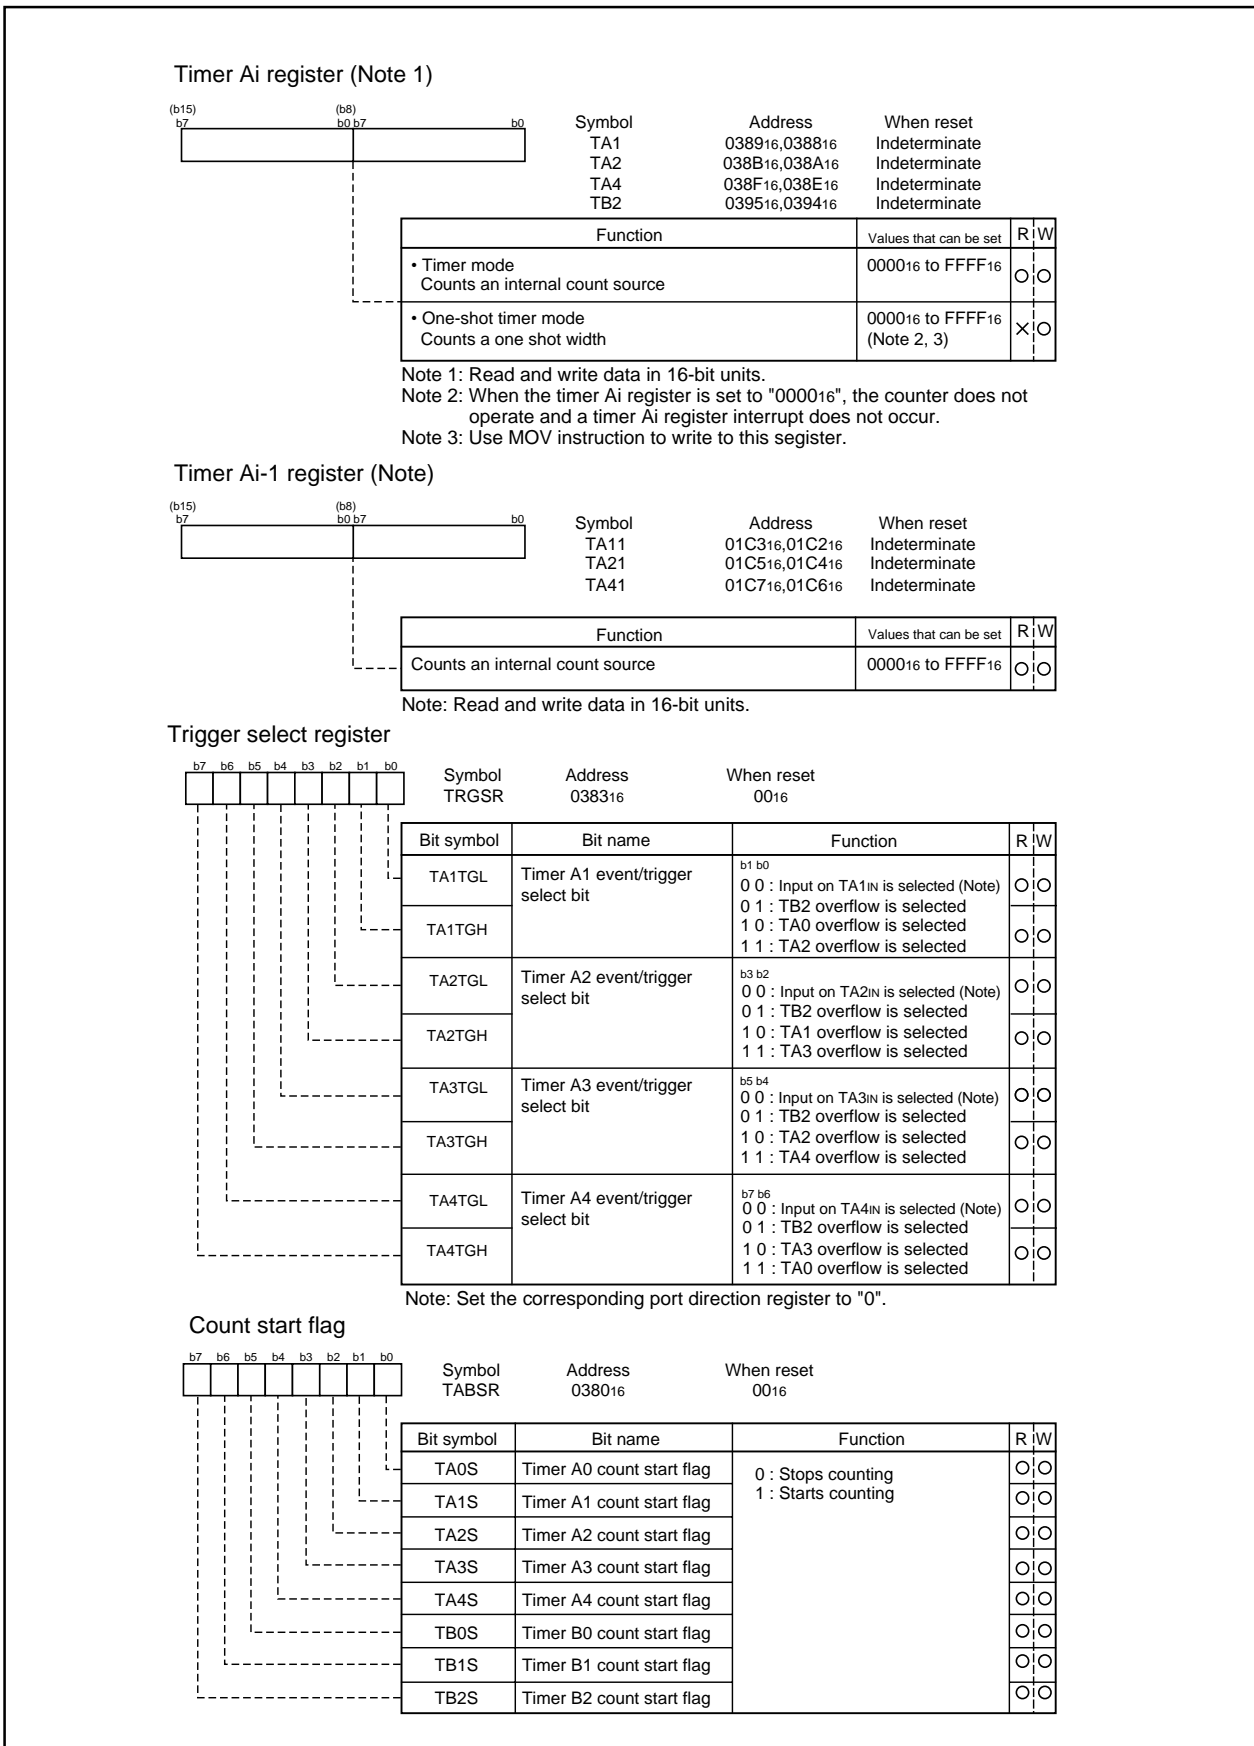 Timer Ai register (Note 1)
(b15) (b8)
b7 b0 b7 b0
Symbol Address When reset
TA1 038916,038816 Indeterminate
TA2 038B16,038A16 Indeterminate
TA4 038F16,038E16 Indeterminate
TB2 039516,039416 Indeterminate
Function Values that can be set R W
• Timer mode 000016 to FFFF16
Counts an internal count source
• One-shot timer mode 000016 to FFFF16
Counts a one shot width (Note 2, 3)
Note 1: Read and write data in 16-bit units.
Note 2: When the timer Ai register is set to "000016", the counter does not
operate and a timer Ai register interrupt does not occur.
Note 3: Use MOV instruction to write to this segister.
Timer Ai-1 register (Note)
(b15) (b8)
b7 b0 b7 b0
Symbol Address When reset
TA11 01C316,01C216 Indeterminate
TA21 01C516,01C416 Indeterminate
TA41 01C716,01C616 Indeterminate
Function Values that can be set R W
Counts an internal count source 000016 to FFFF16
Note: Read and write data in 16-bit units.
Trigger select register
b7 b6 b5 b4 b3 b2 b1 b0
Symbol Address When reset
TRGSR 038316 0016
Bit symbol Bit name Function R W
TA1TGL Timer A1 event/trigger
select bit
TA1TGH
b1 b0
0 0 : Input on TA1IN is selected (Note)
0 1 : TB2 overflow is selected
1 0 : TA0 overflow is selected
1 1 : TA2 overflow is selected
TA2TGL Timer A2 event/trigger
select bit
TA2TGH
b3 b2
0 0 : Input on TA2IN is selected (Note)
0 1 : TB2 overflow is selected
1 0 : TA1 overflow is selected
1 1 : TA3 overflow is selected
TA3TGL Timer A3 event/trigger
select bit
TA3TGH
b5 b4
0 0 : Input on TA3IN is selected (Note)
0 1 : TB2 overflow is selected
1 0 : TA2 overflow is selected
1 1 : TA4 overflow is selected
TA4TGL Timer A4 event/trigger
select bit
TA4TGH
b7 b6
0 0 : Input on TA4IN is selected (Note)
0 1 : TB2 overflow is selected
1 0 : TA3 overflow is selected
1 1 : TA0 overflow is selected
Note: Set the corresponding port direction register to "0".
Count start flag
b7 b6 b5 b4 b3 b2 b1 b0
Symbol Address When reset
TABSR 038016 0016
Bit symbol Bit name Function R W
TA0S Timer A0 count start flag 0 : Stops counting
TA1S Timer A1 count start flag 1 : Starts counting
TA2S Timer A2 count start flag
TA3S Timer A3 count start flag
TA4S Timer A4 count start flag
TB0S Timer B0 count start flag
TB1S Timer B1 count start flag
TB2S Timer B2 count start flag